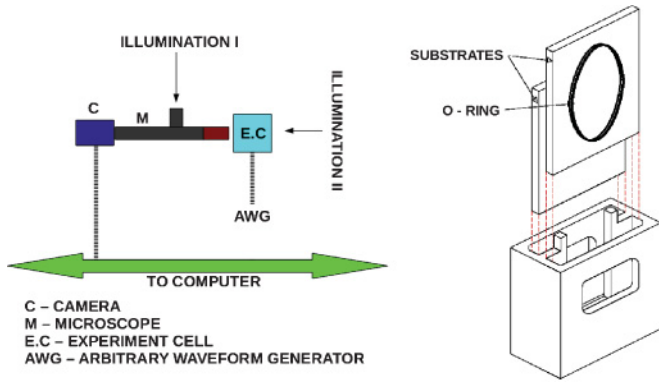 ILLUMINATION I
C
M
E.C
ILLUMINATION II
AWG
TO COMPUTER
C – CAMERA
M – MICROSCOPE
E.C – EXPERIMENT CELL
AWG – ARBITRARY WAVEFORM GENERATOR
SUBSTRATES
O - RING